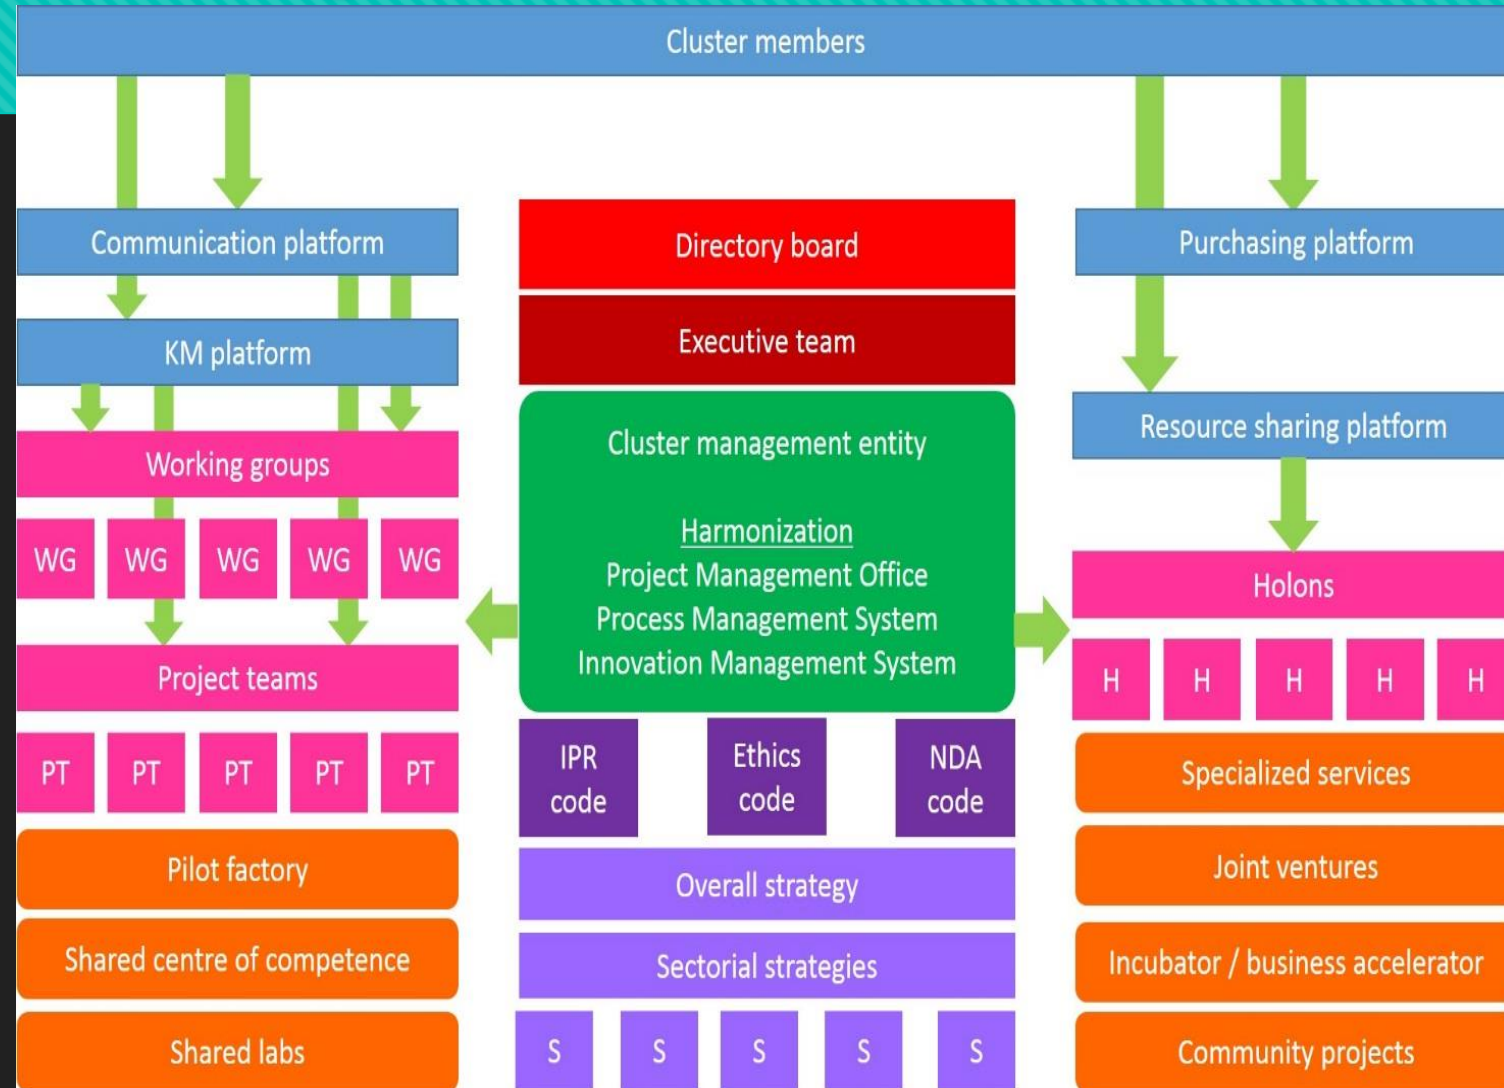 Cluster members
Communication platform
KM platform
Working groups
WG WG WG WG WG
Project teams
PT PT PT PT PT
Pilot factory
Shared centre of competence
Shared labs
Directory board
Executive team
Cluster management entity
Harmonization
Project Management Office
Process Management System
Innovation Management System
IPR
code
Ethics
code
NDA
code
Overall strategy
Sectorial strategies
S S S S S
Purchasing platform
Resource sharing platform
Holons
H H H H H
Specialized services
Joint ventures
Incubator / business accelerator
Community projects